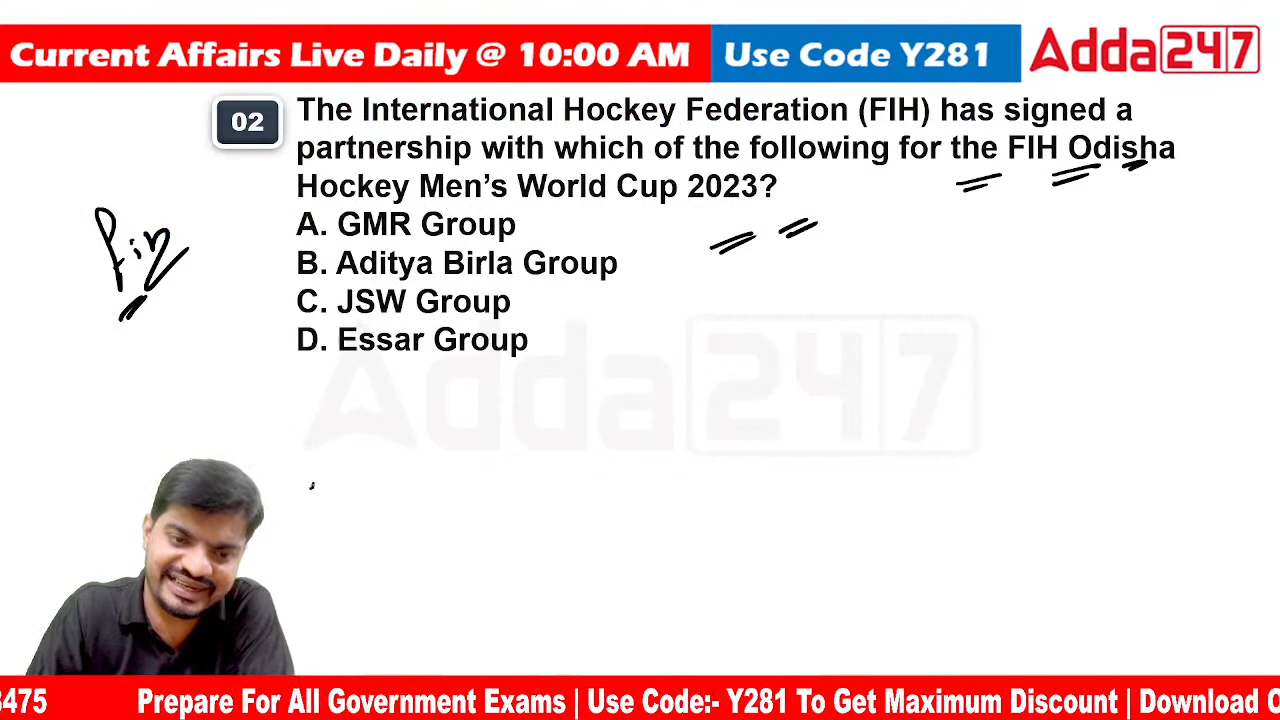 Current Affairs Live Daily @ 10:00 AM Use Code Y281 Adda247
02
The International Hockey Federation (FIH) has signed a
partnership with which of the following for the FIH Odisha
Hockey Men’s World Cup 2023?
A. GMR Group
B. Aditya Birla Group
C. JSW Group
D. Essar Group
Adda247
3475 Prepare For All Government Exams | Use Code:- Y281 To Get Maximum Discount | Download